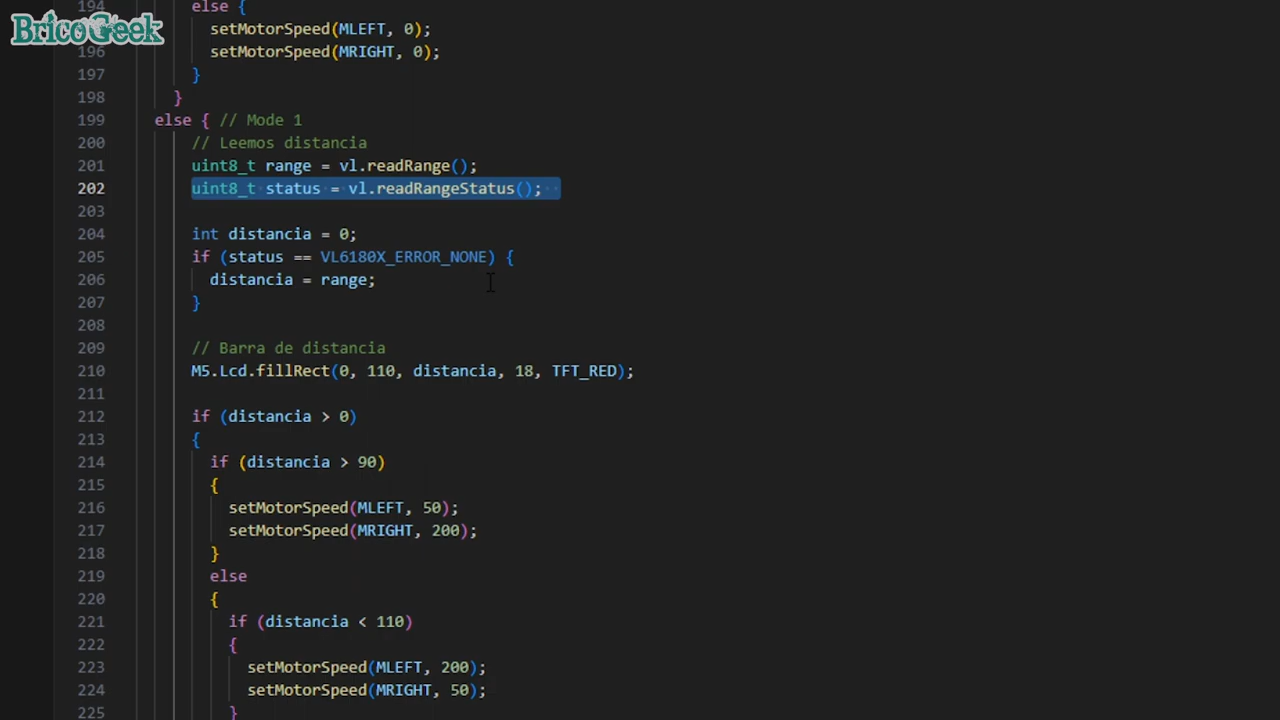 BricoGeek
194 else {
setMotorSpeed(MLEFT, 0);
196 setMotorSpeed(MRIGHT, 0);
197 }
198 }
199 else { // Mode 1
200 // Leemos distancia
201 uint8_t range = vl.readRange();
202 uint8_t status = vl.readRangeStatus();
203
204 int distancia = 0;
205 if (status == VL6180X_ERROR_NONE) {
206 distancia = range;
207 }
208
209 // Barra de distancia
210 M5.Lcd.fillRect(0, 110, distancia, 18, TFT_RED);
211
212 if (distancia > 0)
213 {
214 if (distancia > 90)
215 {
216 setMotorSpeed(MLEFT, 50);
217 setMotorSpeed(MRIGHT, 200);
218 }
219 else
220 {
221 if (distancia < 110)
222 {
223 setMotorSpeed(MLEFT, 200);
224 setMotorSpeed(MRIGHT, 50);
225 }